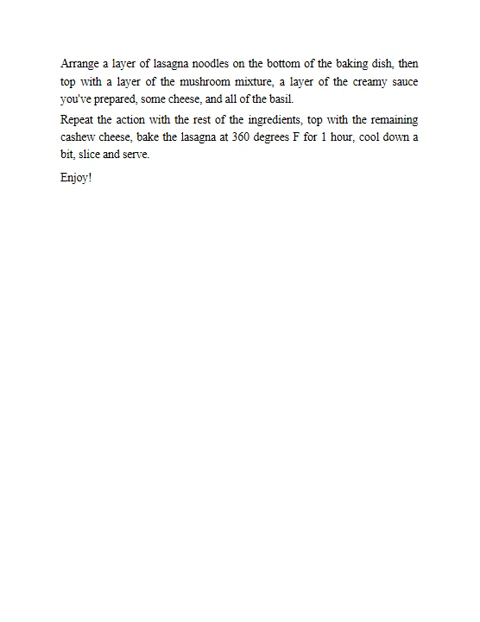 Arrange a layer of lasagna noodles on the bottom of the baking dish, then
top with a layer of the mushroom mixture, a layer of the creamy sauce
you've prepared, some cheese, and all of the basil.
Repeat the action with the rest of the ingredients, top with the remaining
cashew cheese, bake the lasagna at 360 degrees F for 1 hour, cool down a
bit, slice and serve.
Enjoy!